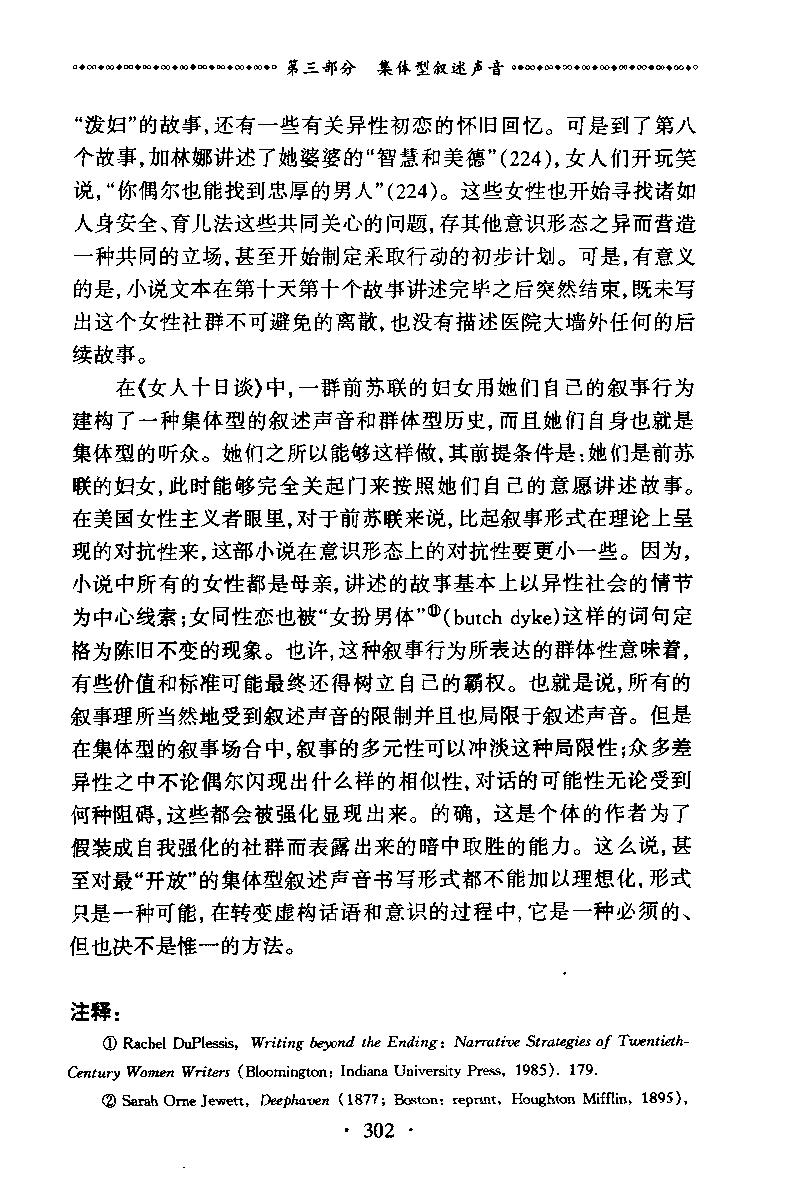 第三部分 集体型叙述声音
“泼妇”的故事,还有一些有关异性初恋的怀旧回忆。可是到了第八
个故事,加林娜讲述了她婆婆的“智慧和美德”(224),女人们开玩笑
说,“你偶尔也能找到忠厚的男人”(224)。这些女性也开始寻找诸如
人身安全、育儿法这些共同关心的问题,存其他意识形态之异而营造
一种共同的立场,甚至开始制定采取行动的初步计划。可是,有意义
的是,小说文本在第十天第十个故事讲述完毕之后突然结束,既未写
出这个女性社群不可避免的离散,也没有描述医院大墙外任何的后
续故事。
在《女人十日谈》中,一群前苏联的妇女用她们自己的叙事行为
建构了一种集体型的叙述声音和群体型历史,而且她们自身也就是
集体型的听众。她们之所以能够这样做,其前提条件是:她们是前苏
联的妇女,此时能够完全关起门来按照她们自己的意愿讲述故事。
在美国女性主义者眼里,对于前苏联来说,比起叙事形式在理论上呈
现的对抗性来,这部小说在意识形态上的对抗性要更小一些。因为,
小说中所有的女性都是母亲,讲述的故事基本上以异性社会的情节
为中心线索;女同性恋也被“女扮男体”⑪(butch dyke)这样的词句定
格为陈旧不变的现象。也许,这种叙事行为所表达的群体性意味着,
有些价值和标准可能最终还得树立自己的霸权。也就是说,所有的
叙事理所当然地受到叙述声音的限制并且也局限于叙述声音。但是
在集体型的叙事场合中,叙事的多元性可以冲淡这种局限性;众多差
异性之中不论偶尔闪现出什么样的相似性,对话的可能性无论受到
何种阻碍,这些都会被强化显现出来。的确, 这是个体的作者为了
假装成自我强化的社群而表露出来的暗中取胜的能力。这么说,甚
至对最“开放”的集体型叙述声音书写形式都不能加以理想化,形式
只是一种可能,在转变虚构话语和意识的过程中,它是一种必须的、
但也决不是惟一的方法。
注释:
① Rachel DuPlessis, Writing beyond the Ending: Narrative Strategies of Twentieth-
Century Women Writers (Bloomington: Indiana University Press, 1985). 179.
② Sarah Orne Jewett, Deephaven (1877; Boston: reprint, Houghton Mifflin, 1895),
· 302 ·